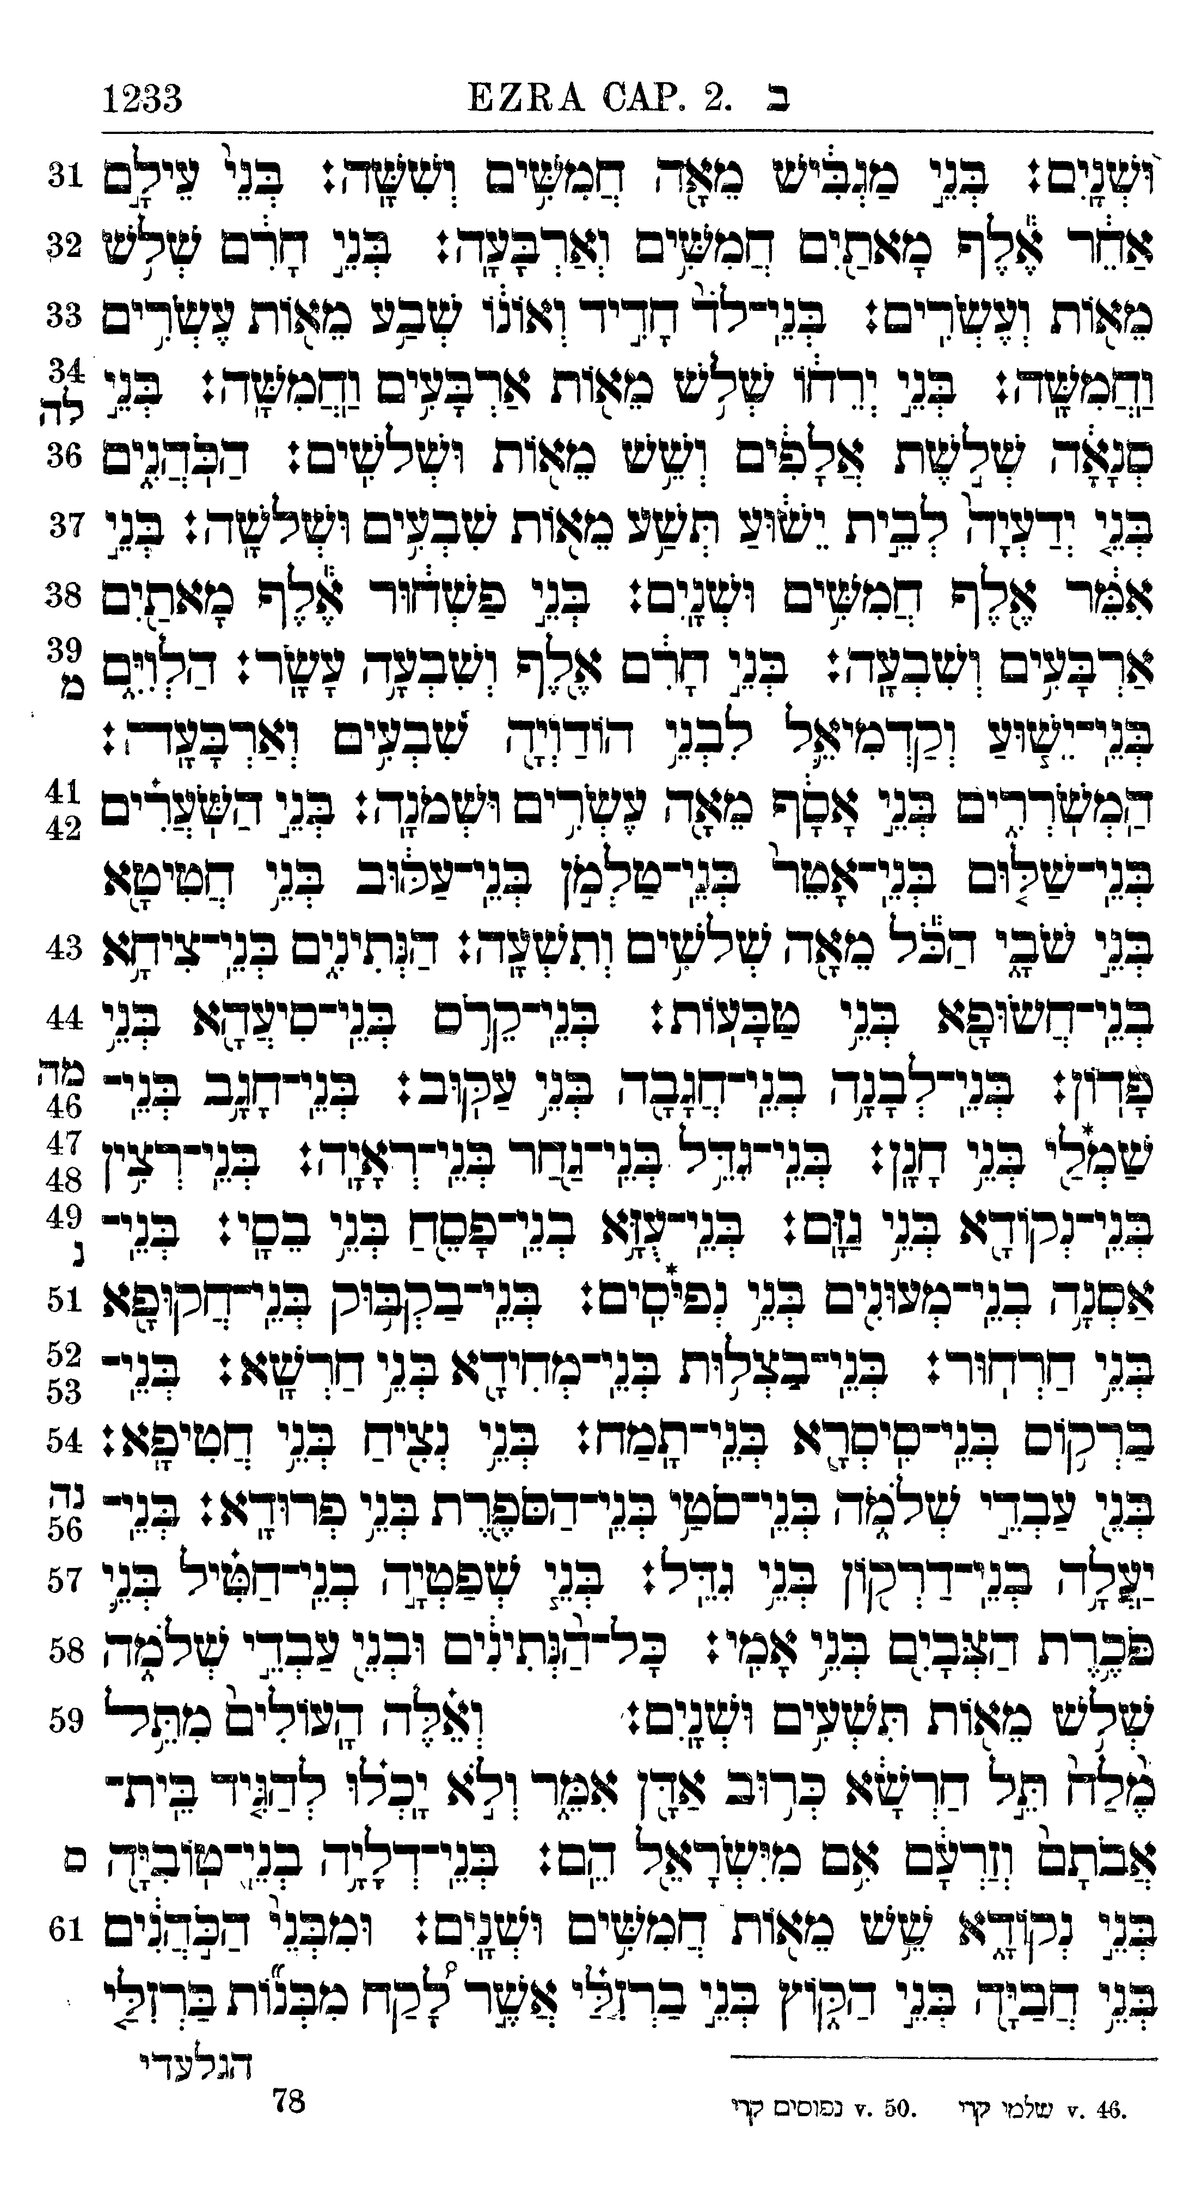 1233 EZRA CAP. 2. ב
31 וּשְׁנָֽיִם׃ בְּנֵ֣י מַגְבִּ֔ישׁ מֵאָ֖ה חֲמִשִּׁ֥ים וְשִׁשָּֽׁה׃ בְּנֵי֙ עֵילָ֣ם
32 אַחֵ֔ר אֶ֕לֶף מָאתַ֖יִם חֲמִשִּׁ֥ים וְאַרְבָּעָֽה׃ בְּנֵ֣י חָרִ֔ם שְׁלֹ֥שׁ
33 מֵא֖וֹת וְעֶשְׂרִֽים׃ בְּנֵי־לֹד֙ חָדִ֣יד וְאוֹנ֔וֹ שְׁבַ֥ע מֵא֖וֹת עֶשְׂרִ֥ים
34 וַחֲמִשָּֽׁה׃ בְּנֵ֣י יְרֵח֔וֹ שְׁלֹ֥שׁ מֵא֖וֹת אַרְבָּעִ֥ים וַחֲמִשָּֽׁה׃ בְּנֵ֣י
לה
36 סְנָאָ֔ה שְׁלֹ֣שֶׁת אֲלָפִ֔ים וְשֵׁ֥שׁ מֵא֖וֹת וּשְׁלֹשִֽׁים׃ הַכֹּֽהֲנִ֑ים
37 בְּנֵ֤י יְדַֽעְיָה֙ לְבֵ֣ית יֵשׁ֔וּעַ תְּשַׁ֥ע מֵא֖וֹת שִׁבְעִ֥ים וּשְׁלֹשָֽׁה׃ בְּנֵ֣י
38 אִמֵּ֔ר אֶ֖לֶף חֲמִשִּׁ֥ים וּשְׁנָֽיִם׃ בְּנֵ֣י פַשְׁח֔וּר אֶ֕לֶף מָאתַ֖יִם
39 אַרְבָּעִ֥ים וְשִׁבְעָֽה׃ בְּנֵ֣י חָרִ֔ם אֶ֖לֶף וְשִׁבְעָ֥ה עָשָֽׂר׃ הַלְוִיִּ֑ם
מ
בְּנֵי־יֵשׁ֧וּעַ וְקַדְמִיאֵ֛ל לִבְנֵ֥י הוֹדַוְיָ֖ה שִׁבְעִ֥ים וְאַרְבָּעָֽה׃
41 הַֽמְשֹׁרְרִ֑ים בְּנֵ֣י אָסָ֔ף מֵאָ֖ה עֶשְׂרִ֥ים וּשְׁמֹנָֽה׃ בְּנֵ֣י הַשֹּׁעֲרִ֗ים
42
בְּנֵי־שַׁלּ֤וּם בְּנֵֽי־אָטֵר֙ בְּנֵֽי־טַלְמֹ֣ן בְּנֵֽי־עַקּ֔וּב בְּנֵ֥י חֲטִיטָ֖א
43 בְּנֵ֣י שֹׁבָ֑י הַכֹּ֕ל מֵאָ֖ה שְׁלֹשִׁ֥ים וְתִשְׁעָֽה׃ הַנְּתִינִ֑ים בְּנֵי־צִיחָ֥א
44 בְנֵי־חֲשׂוּפָ֖א בְּנֵ֥י טַבָּעֽוֹת׃ בְּנֵי־קֵרֹ֥ס בְּנֵֽי־סִיעֲהָ֖א בְּנֵ֥י
מה פָדֽוֹן׃ בְּנֵי־לְבָנָ֥ה בְנֵֽי־חֲגָבָ֖ה בְּנֵ֥י עַקּֽוּב׃ בְּנֵי־חָגָ֥ב בְּנֵֽי־
46
47 שַׁמְלַ֖י* בְּנֵ֥י חָנָֽן׃ בְּנֵי־גִדֵּ֥ל בְּנֵי־גַ֖חַר בְּנֵֽי־רְאָיָֽה׃ בְּנֵי־רְצִ֥ין
48
49 בְּנֵי־נְקוֹדָ֖א בְּנֵ֥י גַזָּֽם׃ בְּנֵי־עֻזָּ֥א בְנֵי־פָסֵ֖חַ בְּנֵ֥י בֵסָֽי׃ בְּנֵי־
נ
51 אַסְנָ֥ה בְנֵי־מְעוּנִ֖ים בְּנֵ֥י נְפוּסִֽים*׃ בְּנֵֽי־בַקְבּ֥וּק בְּנֵי־חֲקוּפָ֖א
52 בְּנֵ֥י חַרְחֽוּר׃ בְּנֵי־בַצְל֥וּת בְּנֵי־מְחִידָ֖א בְּנֵ֥י חַרְשָֽׁא׃ בְּנֵי־
53
54 בַרְק֥וֹס בְּנֵֽי־סִֽיסְרָ֖א בְּנֵי־תָֽמַח׃ בְּנֵ֥י נְצִ֖יחַ בְּנֵ֥י חֲטִיפָֽא׃
נה בְּנֵ֖י עַבְדֵ֣י שְׁלֹמֹ֑ה בְּנֵי־סֹטַ֥י בְּנֵי־הַסֹּפֶ֖רֶת בְּנֵ֥י פְרוּדָֽא׃ בְּנֵי־
56
57 יַעְלָ֥ה בְנֵי־דַרְק֖וֹן בְּנֵ֥י גִדֵּֽל׃ בְּנֵ֧י שְׁפַטְיָ֣ה בְנֵֽי־חַטִּ֗יל בְּנֵ֛י
58 פֹּכֶ֥רֶת הַצְּבָיִ֖ם בְּנֵ֥י אָמִֽי׃ כָּל־הַ֨נְּתִינִ֔ים וּבְנֵ֖י עַבְדֵ֣י שְׁלֹמֹ֑ה
59 שְׁלֹ֥שׁ מֵא֖וֹת תִּשְׁעִ֥ים וּשְׁנָֽיִם׃ וְאֵ֗לֶּה הָֽעוֹלִים֙ מִתֵּ֥ל
מֶ֙לַח֙ תֵּ֣ל חַרְשָׁ֔א כְּר֥וּב אַדָּ֖ן אִמֵּ֑ר וְלֹ֣א יָֽכְל֗וּ לְהַגִּ֤יד בֵּית־
ס אֲבֹתָם֙ וְזַרְעָ֔ם אִ֥ם מִיִּשְׂרָאֵ֖ל הֵֽם׃ בְּנֵי־דְלָיָ֥ה בְנֵי־טֽוֹבִיָּ֖ה
61 בְּנֵ֣י נְקוֹדָ֑א שֵׁ֥שׁ מֵא֖וֹת חֲמִשִּׁ֥ים וּשְׁנָֽיִם׃ וּמִבְּנֵי֙ הַכֹּ֣הֲנִ֔ים
בְּנֵ֥י חֳבַיָּ֖ה בְּנֵ֣י הַקּ֑וֹץ בְּנֵ֣י בַרְזִלַּ֗י אֲשֶׁ֣ר לָ֠קַח מִבְּנ֞וֹת בַּרְזִלַּ֤י
הגלעדי
78
v. 46. שלמי קרי v. 50. נפוסים קרי